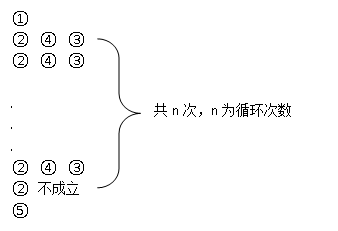 ①
② ④ ③
② ④ ③
.
.
.
② ④ ③
② 不成立
⑤
共 n 次，n 为循环次数